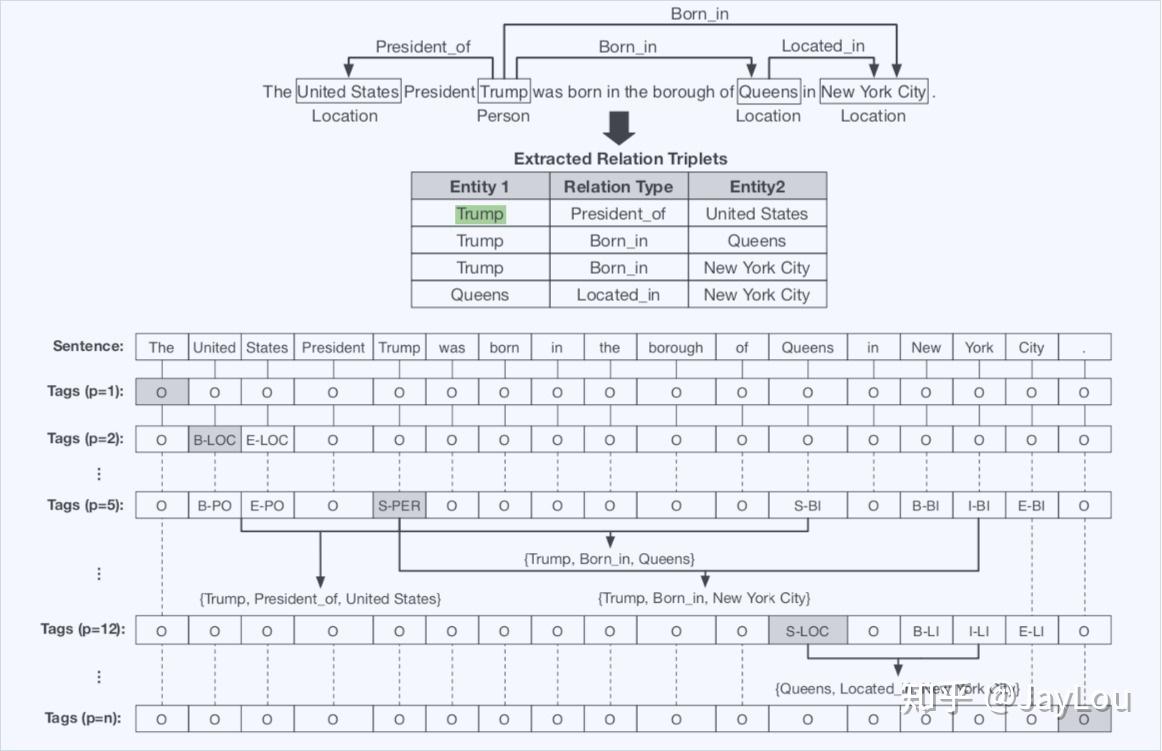 Born_in
President_of Born_in Located_in
The United States President Trump was born in the borough of Queens in New York City .
Location Person Location Location
Extracted Relation Triplets
Entity 1 Relation Type Entity2
Trump President_of United States
Trump Born_in Queens
Trump Born_in New York City
Queens Located_in New York City
Sentence: The United States President Trump was born in the borough of Queens in New York City .
Tags (p=1): O O O O O O O O O O O O O O O O O
Tags (p=2): O B-LOC E-LOC O O O O O O O O O O O O O O
⋮
Tags (p=5): O B-PO E-PO O S-PER O O O O O O S-BI O B-BI I-BI E-BI O
{Trump, Born_in, Queens}
⋮
{Trump, President_of, United States} {Trump, Born_in, New York City}
Tags (p=12): O O O O O O O O O O O S-LOC O B-LI I-LI E-LI O
⋮
{Queens, Located_in, New York City}
知乎 @JayLou
Tags (p=n): O O O O O O O O O O O O O O O O O